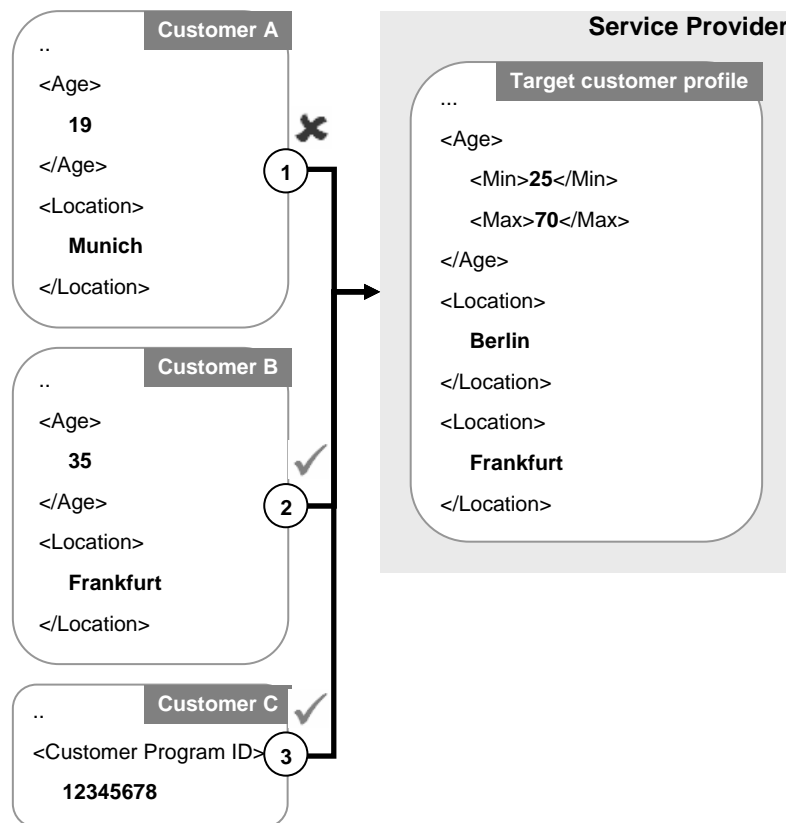 Customer A
..
<Age>
19
</Age>
<Location>
Munich
</Location>
1
Customer B
..
<Age>
35
</Age>
<Location>
Frankfurt
</Location>
2
Customer C
..
<Customer Program ID>
12345678
3
Service Provider
Target customer profile
...
<Age>
<Min>25</Min>
<Max>70</Max>
</Age>
<Location>
Berlin
</Location>
<Location>
Frankfurt
</Location>